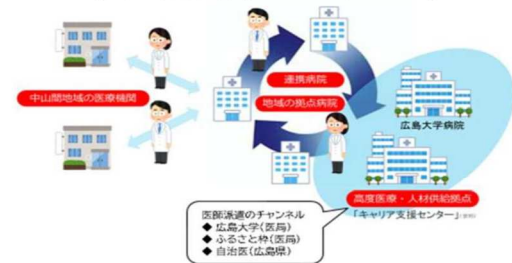 連携病院
中山間地域の医療機関
地域の拠点病院
広島大学病院
高度医療・人材供給拠点
「キャリア支援センター」
医師派遣のチャンネル
◆ 広島大学(医局)
◆ ふるさと枠(医局)
◆ 自治医(広島県)